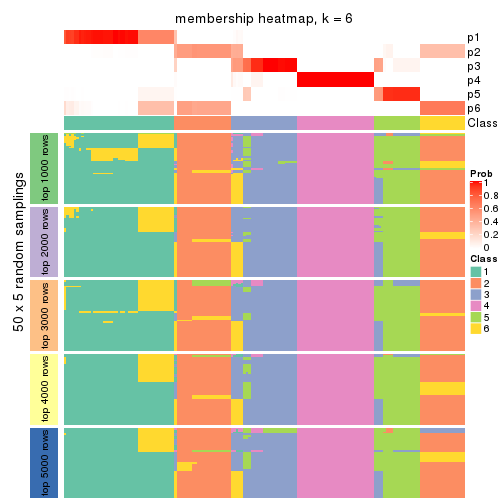 membership heatmap, k = 6
p1
p2
p3
p4
p5
p6
Class
50 x 5 random samplings
top 1000 rows
top 2000 rows
top 3000 rows
top 4000 rows
top 5000 rows
Prob
1
0.8
0.6
0.4
0.2
0
Class
1
2
3
4
5
6